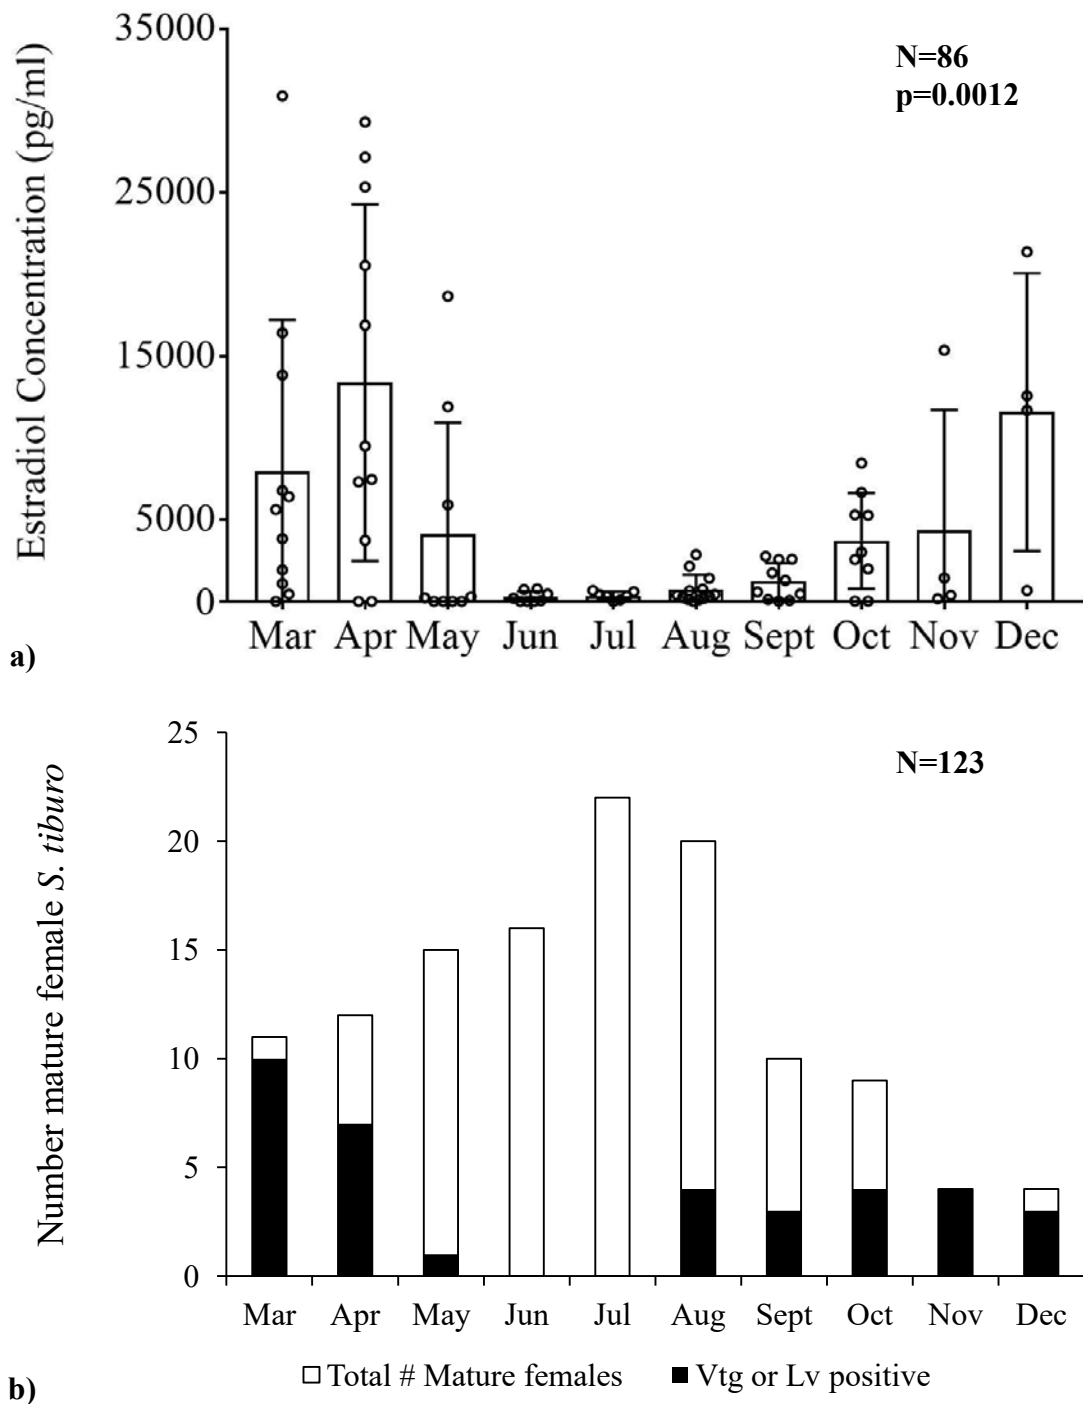 35000
25000
15000
5000
0
Estradiol Concentration (pg/ml)
N=86
p=0.0012
Mar Apr May Jun Jul Aug Sept Oct Nov Dec
a)
25
20
15
10
5
0
Number mature female S. tiburo
N=123
Mar Apr May Jun Jul Aug Sept Oct Nov Dec
Total # Mature females Vtg or Lv positive
b)